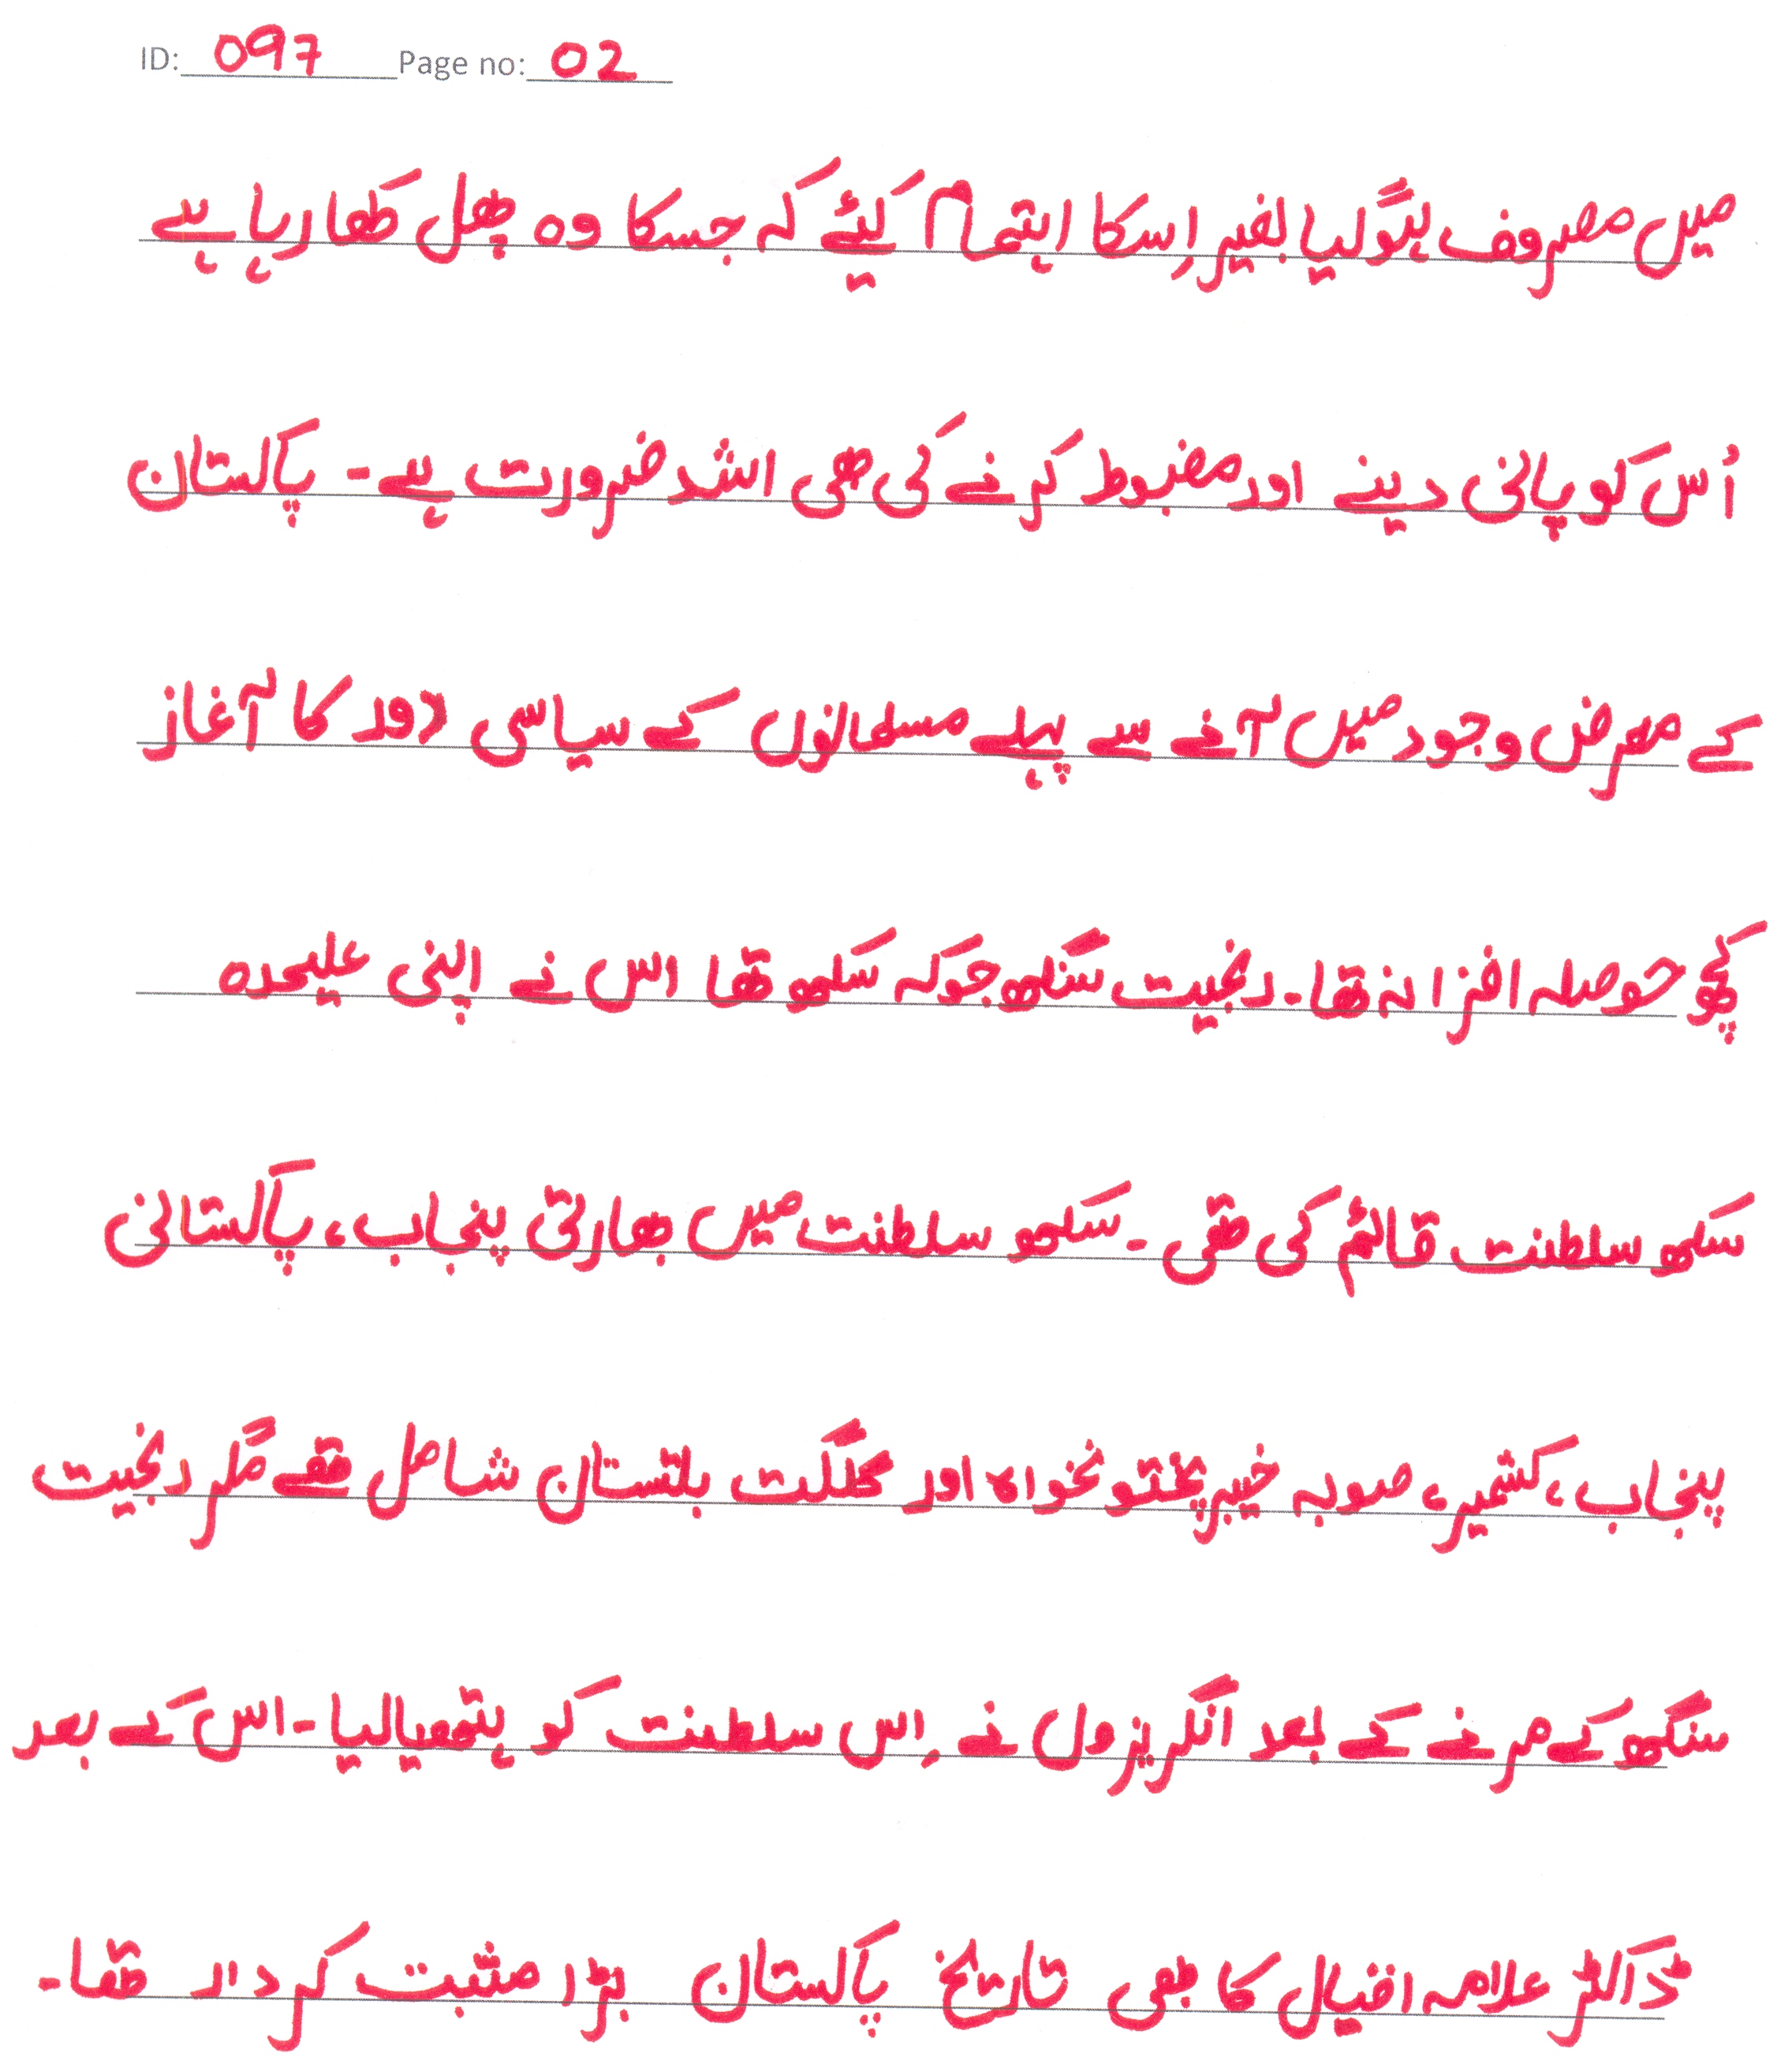 ID: 097 Page no: 02
میں مصروف ہوگیا بغیر اِسکا اہتمام کیئے کہ جسکا وہ پھل کھا رہا ہے
اُس کو پانی دینے اور مضبوط کرنے کی بھی اشد ضرورت ہے۔ پاکستان
کے معرض وجود میں آنے سے پہلے مسلمانوں کے سیاسی دور کا آغاز
کچھ حوصلہ افزا نہ تھا۔ رنجیت سنگھ جوکہ سکھ تھا اس نے اپنی علیحدہ
سکھ سلطنت قائم کی تھی۔ سکھ سلطنت میں بھارتی پنجاب، پاکستانی
پنجاب، کشمیر، صوبہ خیبر پختونخواہ اور گلگت بلتستان شامل تھے مگر رنجیت
سنگھ کے مرنے کے بعد انگریزوں نے اِس سلطنت کو ہتھیا لیا۔ اس کے بعد
ڈاکٹر علامہ اقبال کا بھی تاریخ پاکستان بڑا مثبت کردار تھا۔